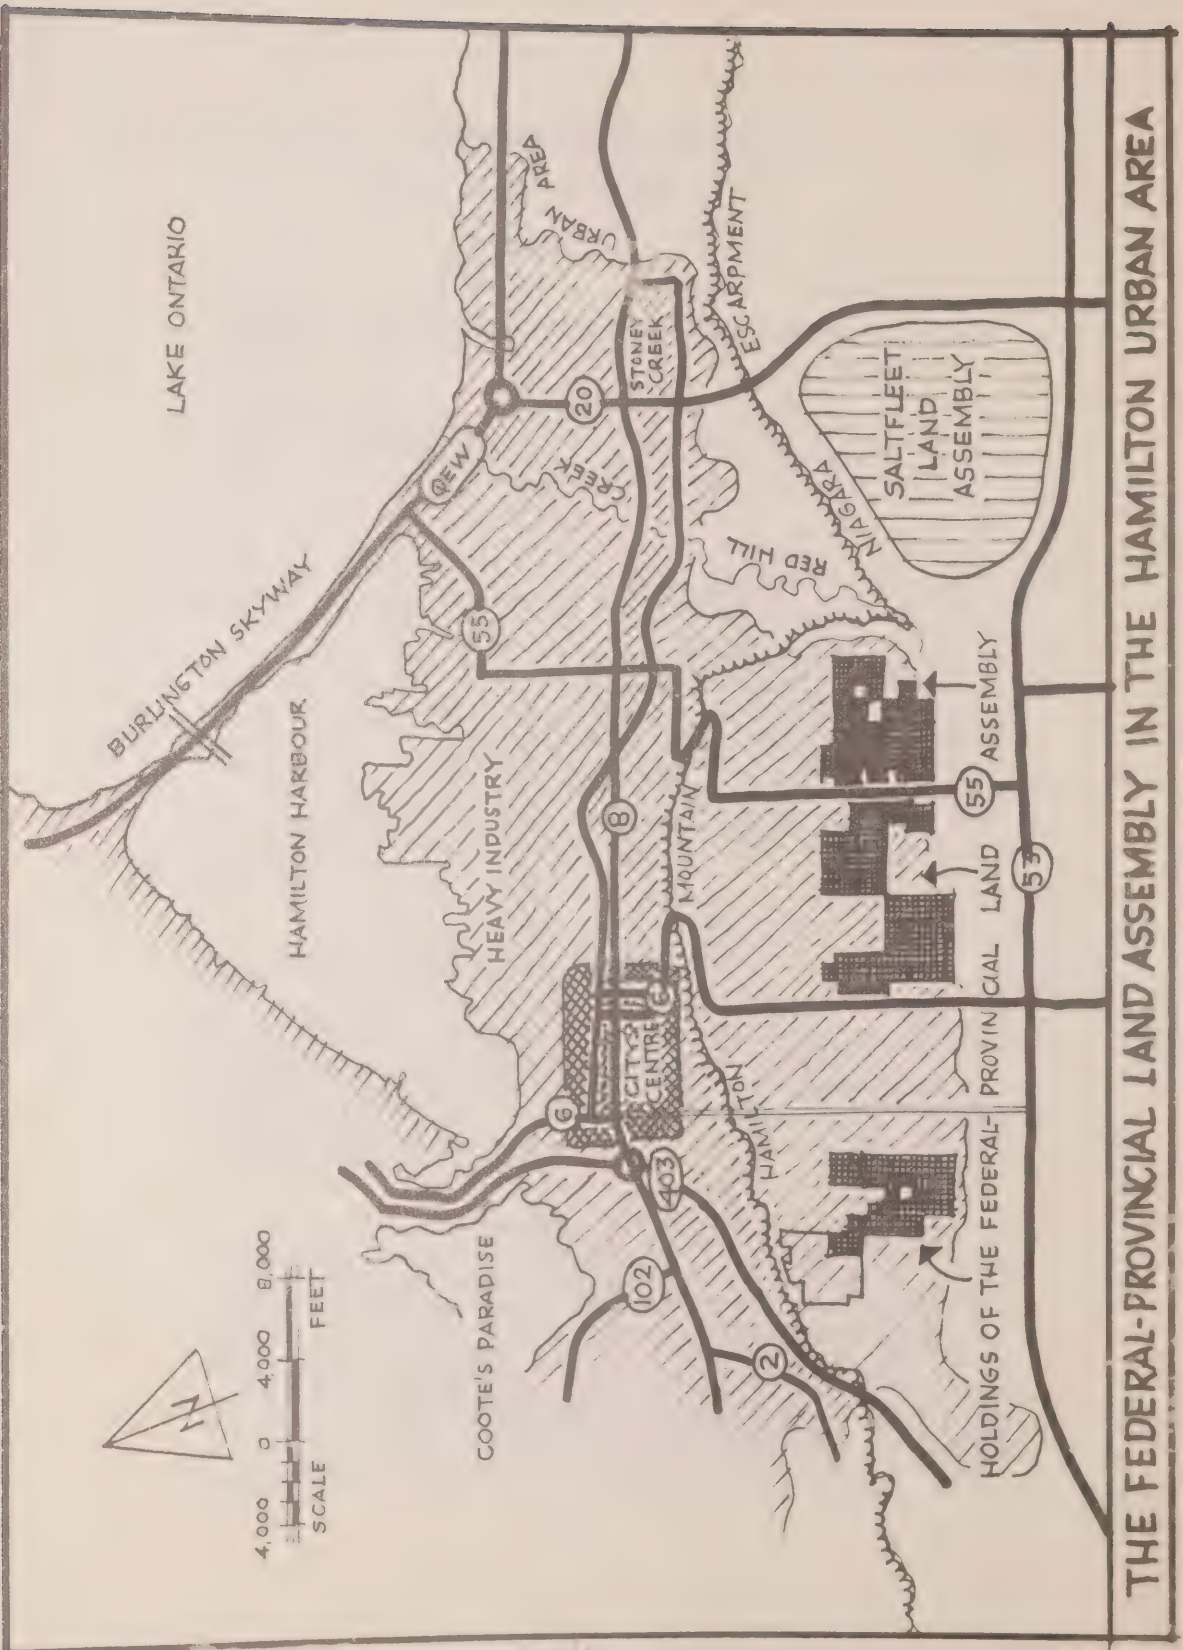 LAKE ONTARIO
BURLINGTON SKYWAY
HAMILTON HARBOUR
QEW
URBAN AREA
20
CREEK
STONEY
CREEK
55
HEAVY INDUSTRY
8
6
CITY
CENTRE
403
102
2
COOTE'S PARADISE
4,000 0 4,000 8,000
SCALE FEET
N
HAMILTON MOUNTAIN
RED HILL
NIAGARA ESCARPMENT
SALTFLEET
LAND
ASSEMBLY
55
53
HOLDINGS OF THE FEDERAL-PROVINCIAL LAND ASSEMBLY
THE FEDERAL-PROVINCIAL LAND ASSEMBLY IN THE HAMILTON URBAN AREA